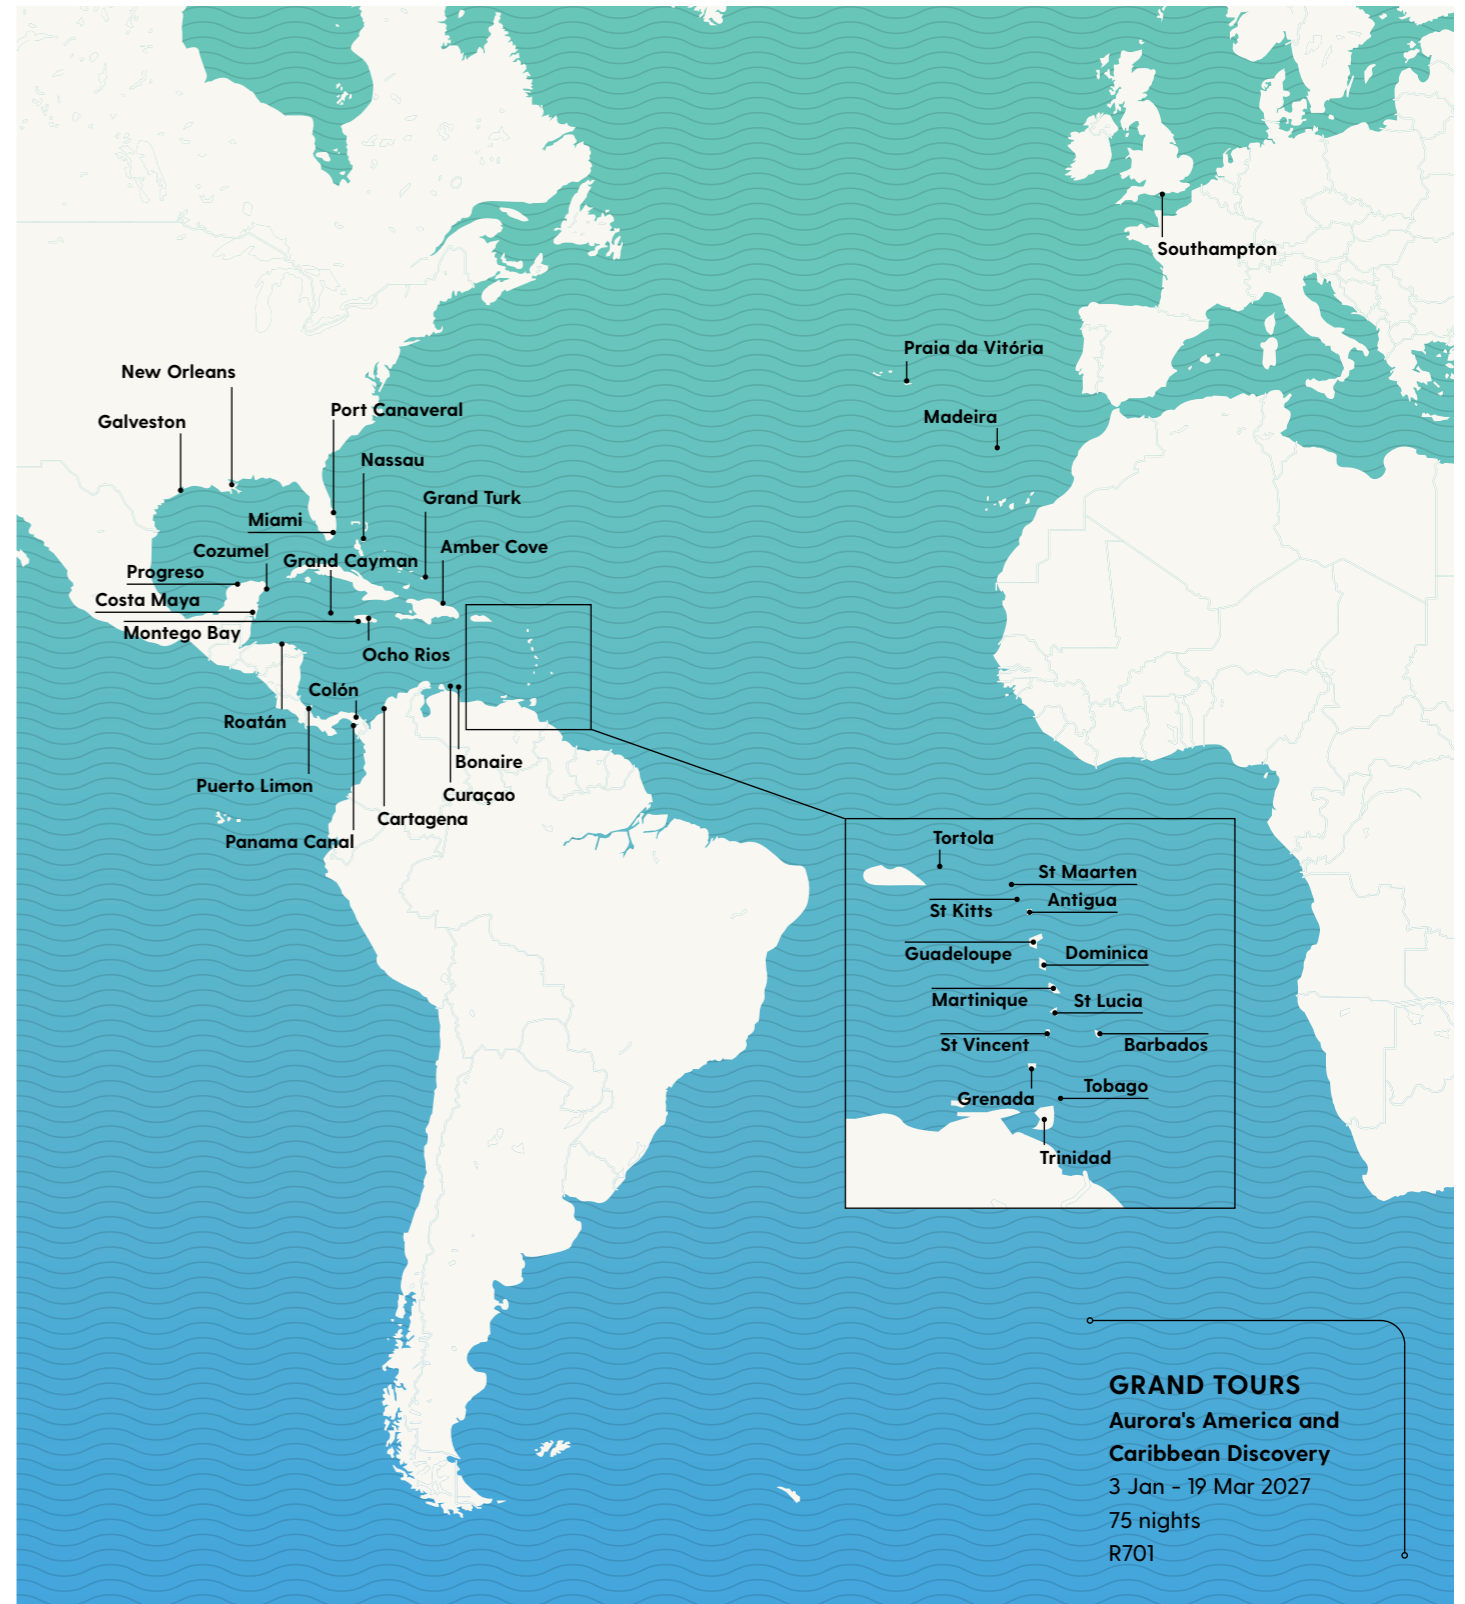 Southampton
Praia da Vitória
New Orleans
Port Canaveral
Madeira
Galveston
Nassau
Grand Turk
Miami
Amber Cove
Cozumel
Grand Cayman
Progreso
Costa Maya
Montego Bay
Ocho Rios
Colón
Roatán
Bonaire
Puerto Limon
Curaçao
Cartagena
Panama Canal
Tortola
St Maarten
Antigua
St Kitts
Guadeloupe
Dominica
Martinique
St Lucia
St Vincent
Barbados
Tobago
Grenada
Trinidad
GRAND TOURS
Aurora's America and
Caribbean Discovery
3 Jan - 19 Mar 2027
75 nights
R701